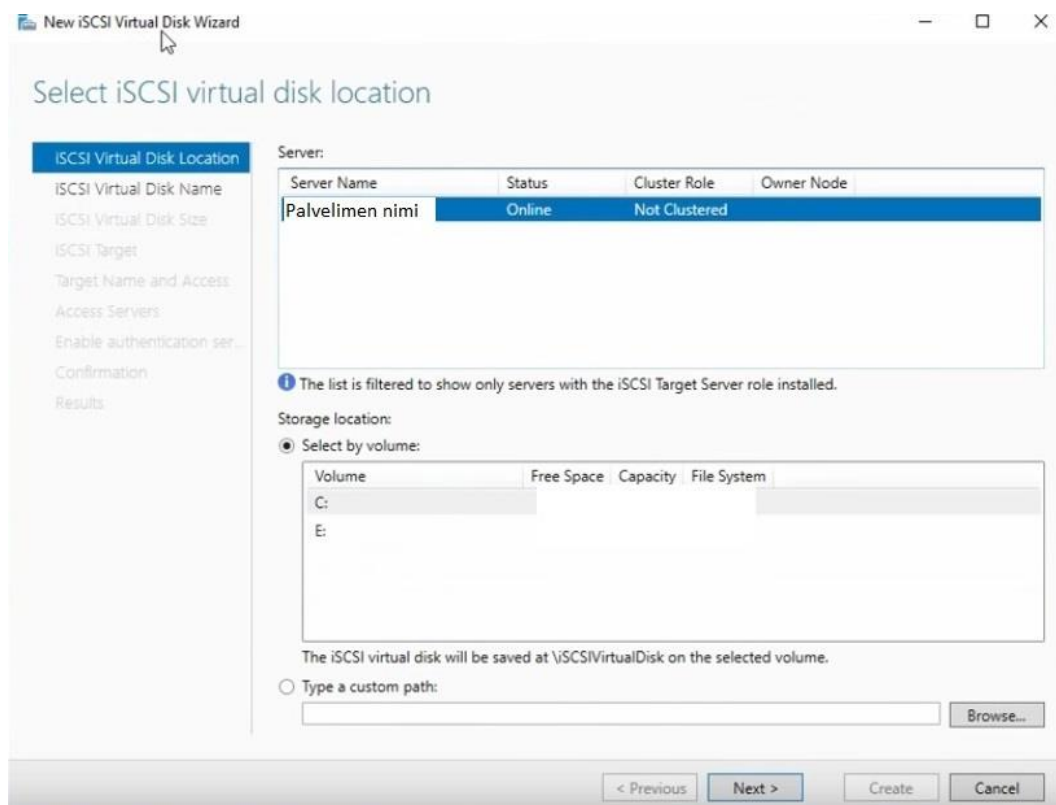 New iSCSI Virtual Disk Wizard
Select iSCSI virtual disk location
iSCSI Virtual Disk Location
iSCSI Virtual Disk Name
iSCSI Virtual Disk Size
iSCSI Target
Target Name and Access
Access Servers
Enable authentication ser...
Confirmation
Results
Server:
Server Name Status Cluster Role Owner Node
Palvelimen nimi Online Not Clustered
The list is filtered to show only servers with the iSCSI Target Server role installed.
Storage location:
Select by volume:
Volume Free Space Capacity File System
C:
E:
The iSCSI virtual disk will be saved at \iSCSIVirtualDisk on the selected volume.
Type a custom path:
Browse...
< Previous Next > Create Cancel